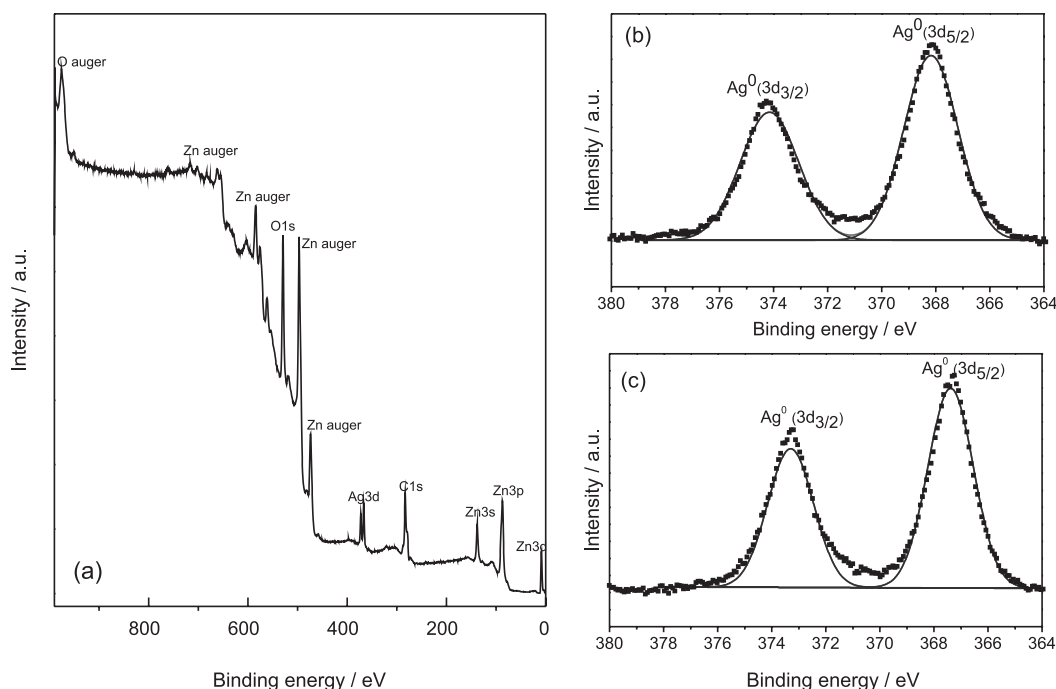 (a)
O auger
Zn auger
Zn auger
O1s
Zn auger
Zn auger
Ag3d
C1s
Zn3s
Zn3p
Zn3d
Intensity / a.u.
800 600 400 200 0
Binding energy / eV
(b)
Ag0(3d5/2)
Ag0(3d3/2)
Intensity / a.u.
380 378 376 374 372 370 368 366 364
Binding energy / eV
(c)
Ag0 (3d5/2)
Ag0 (3d3/2)
Intensity / a.u.
380 378 376 374 372 370 368 366 364
Binding energy / eV